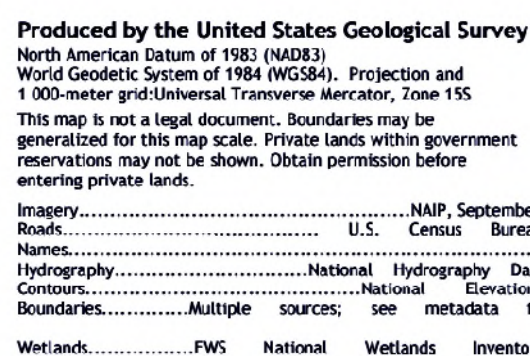 Produced by the United States Geological Survey
North American Datum of 1983 (NAD83)
World Geodetic System of 1984 (WGS84). Projection and
1 000-meter grid:Universal Transverse Mercator, Zone 15S
This map is not a legal document. Boundaries may be
generalized for this map scale. Private lands within government
reservations may not be shown. Obtain permission before
entering private lands.
Imagery..................................................NAIP, Septembe
Roads...................................... U.S. Census Burea
Names....................................................................
Hydrography..............................National Hydrography Da
Contours..........................................National Elevation
Boundaries..............Multiple sources; see metadata f
Wetlands.................FWS National Wetlands Invento